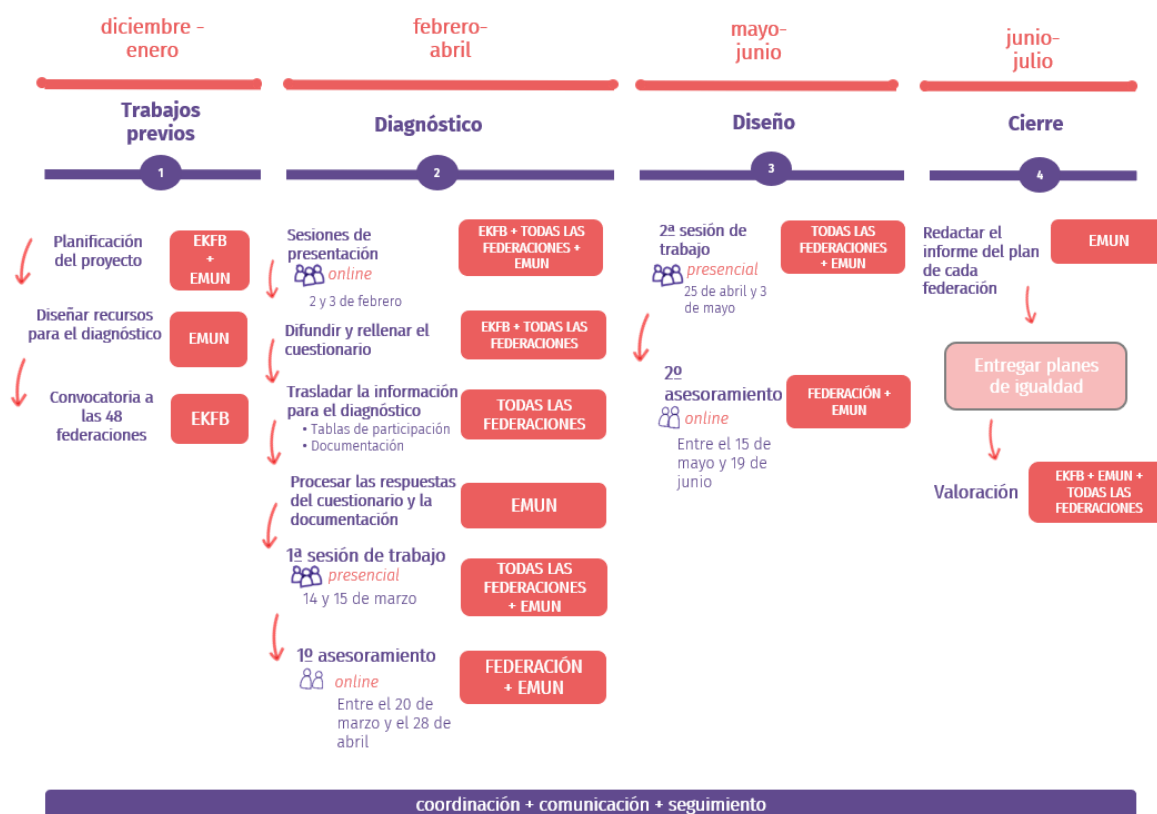 diciembre -
enero
Trabajos
previos
1
Planificación
del proyecto
EKFB
+
EMUN
Diseñar recursos
para el diagnóstico
EMUN
Convocatoria a
las 48
federaciones
EKFB
febrero-
abril
Diagnóstico
2
Sesiones de
presentación
online
2 y 3 de febrero
EKFB + TODAS LAS
FEDERACIONES +
EMUN
Difundir y rellenar el
cuestionario
EKFB + TODAS LAS
FEDERACIONES
Trasladar la información
para el diagnóstico
• Tablas de participación
• Documentación
TODAS LAS
FEDERACIONES
Procesar las respuestas
del cuestionario y la
documentación
EMUN
1ª sesión de trabajo
presencial
14 y 15 de marzo
TODAS LAS
FEDERACIONES
+ EMUN
1º asesoramiento
online
Entre el 20 de
marzo y el 28 de
abril
FEDERACIÓN
+ EMUN
mayo-
junio
Diseño
3
2ª sesión de
trabajo
presencial
25 de abril y 3
de mayo
TODAS LAS
FEDERACIONES
+ EMUN
2º
asesoramiento
online
Entre el 15 de
mayo y 19 de
junio
FEDERACIÓN +
EMUN
junio-
julio
Cierre
4
Redactar el
informe del plan
de cada
federación
EMUN
Entregar planes
de igualdad
Valoración
EKFB + EMUN +
TODAS LAS
FEDERACIONES
coordinación + comunicación + seguimiento